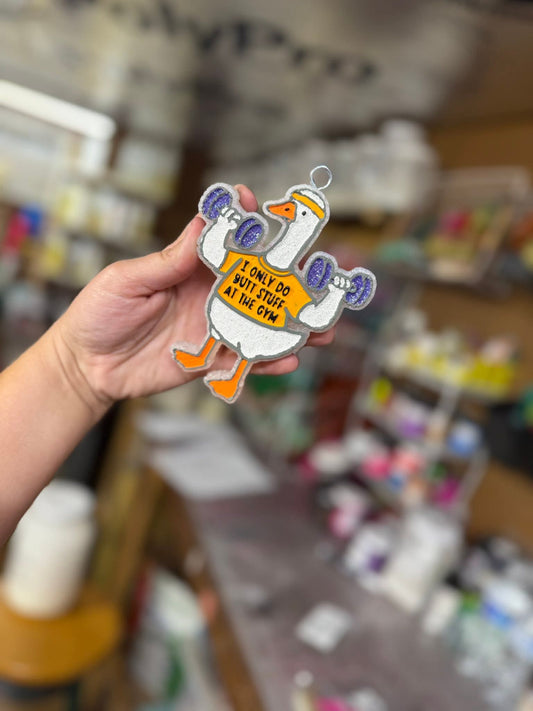 I ONLY DO
BUTT STUFF
AT THE GYM